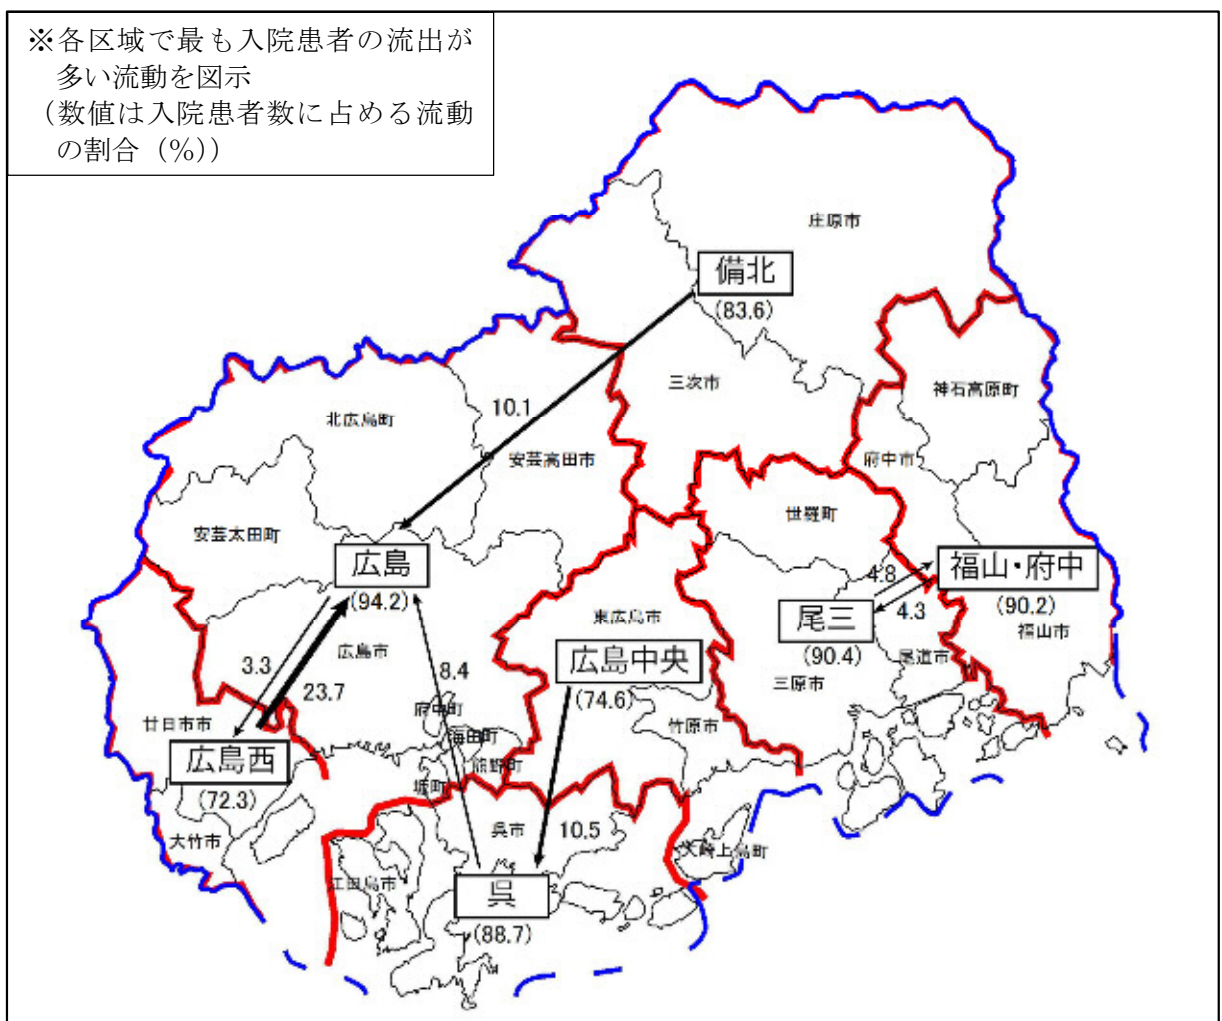 ※各区域で最も入院患者の流出が
多い流動を図示
(数値は入院患者数に占める流動
の割合(%))
庄原市
備北
(83.6)
三次市
神石高原町
北広島町
10.1
安芸高田市
府中市
世羅町
安芸太田町
広島
(94.2)
福山・府中
(90.2)
福山市
4.8
4.3
尾三
(90.4)
尾道市
三原市
東広島市
広島中央
(74.6)
竹原市
広島市
3.3
23.7
8.4
府中町
海田町
熊野町
坂町
廿日市市
広島西
(72.3)
大竹市
呉市
10.5
大崎上島町
江田島市
呉
(88.7)